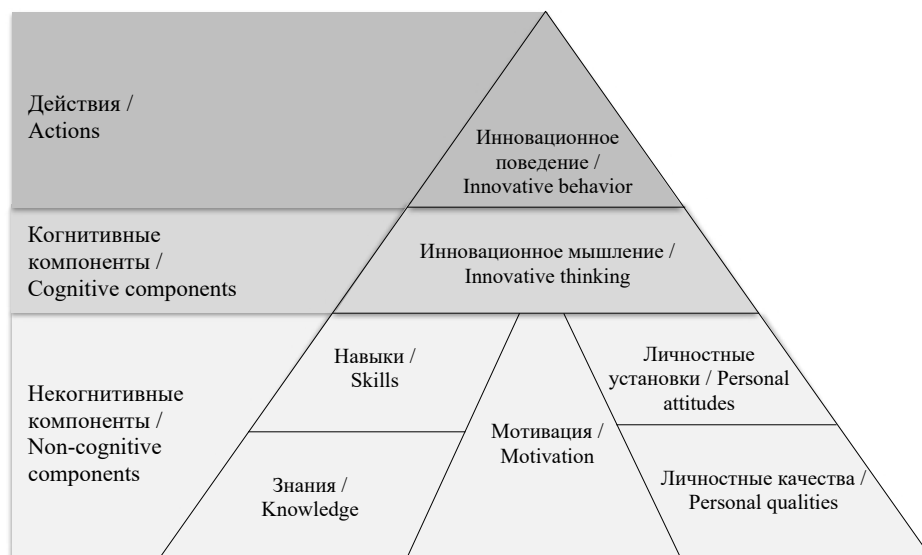 Действия /
Actions
Инновационное
поведение /
Innovative behavior
Когнитивные
компоненты /
Cognitive components
Инновационное мышление /
Innovative thinking
Некогнитивные
компоненты /
Non-cognitive
components
Навыки /
Skills
Знания /
Knowledge
Мотивация /
Motivation
Личностные
установки / Personal
attitudes
Личностные качества /
Personal qualities